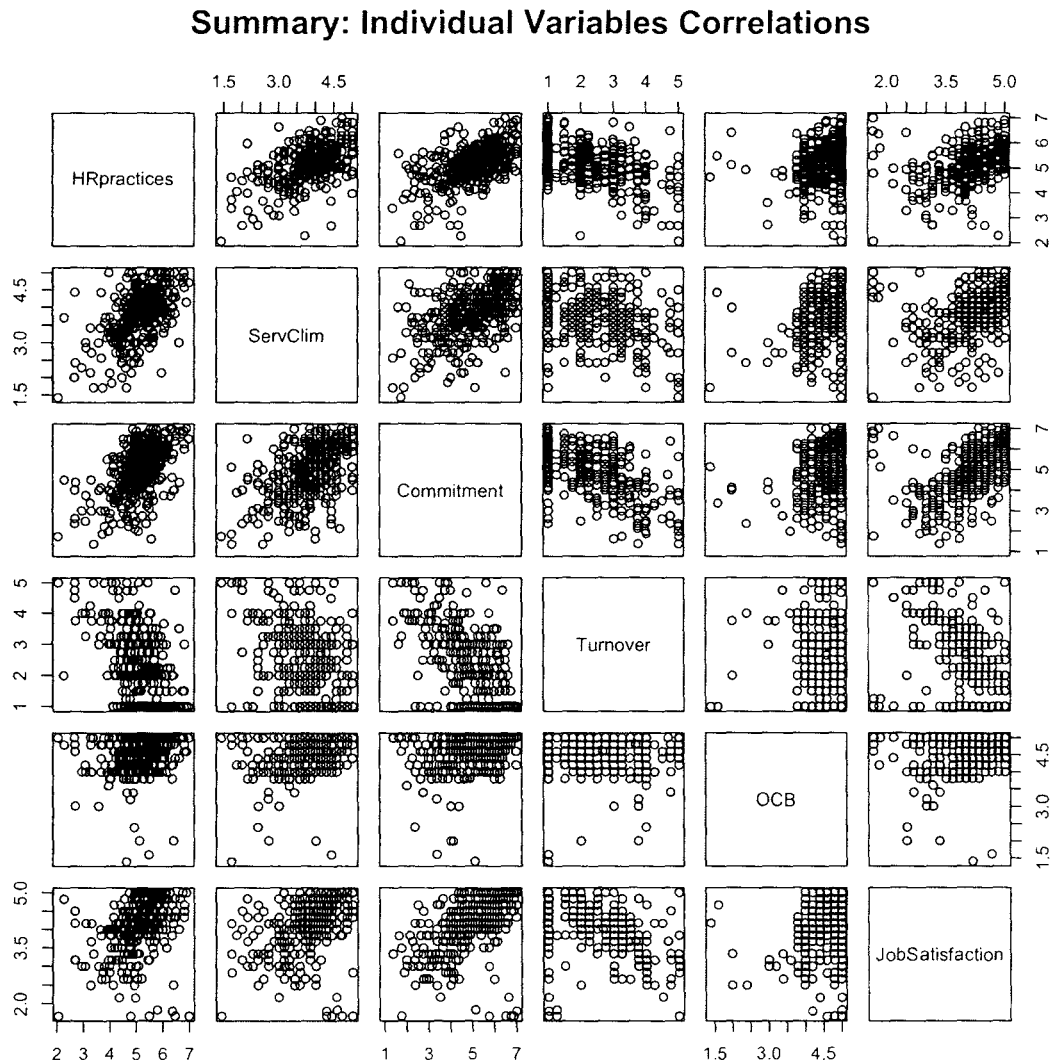 Summary: Individual Variables Correlations
1.5 3.0 4.5 1 2 3 4 5 2.0 3.5 5.0
HRpractices
2 3 4 5 6 7
1.5 3.0 4.5
ServClim
Commitment
1 3 5 7
1 2 3 4 5
Turnover
OCB
1.5 3.0 4.5
2.0 3.5 5.0
JobSatisfaction
2 3 4 5 6 7 1 3 5 7 1.5 3.0 4.5